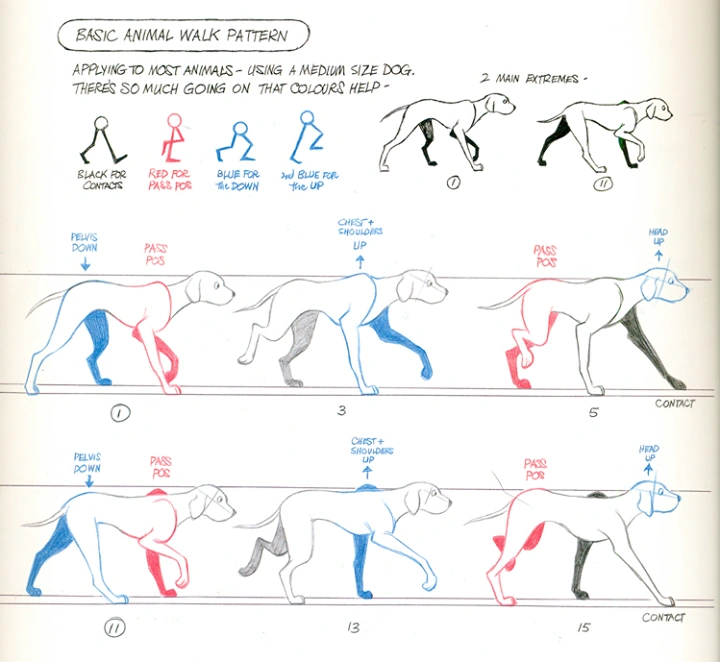 BASIC ANIMAL WALK PATTERN
APPLYING TO MOST ANIMALS - USING A MEDIUM SIZE DOG.
THERE'S SO MUCH GOING ON THAT COLOURS HELP -
2 MAIN EXTREMES -
BLACK FOR
CONTACTS
RED FOR
PASS POS
BLUE FOR
the DOWN
2nd BLUE FOR
the UP
1
11
PELVIS
DOWN
PASS
POS
CHEST +
SHOULDERS
UP
PASS
POS
HEAD
UP
1
3
5
CONTACT
PELVIS
DOWN
PASS
POS
CHEST +
SHOULDERS
UP
PASS
POS
HEAD
UP
11
13
15
CONTACT